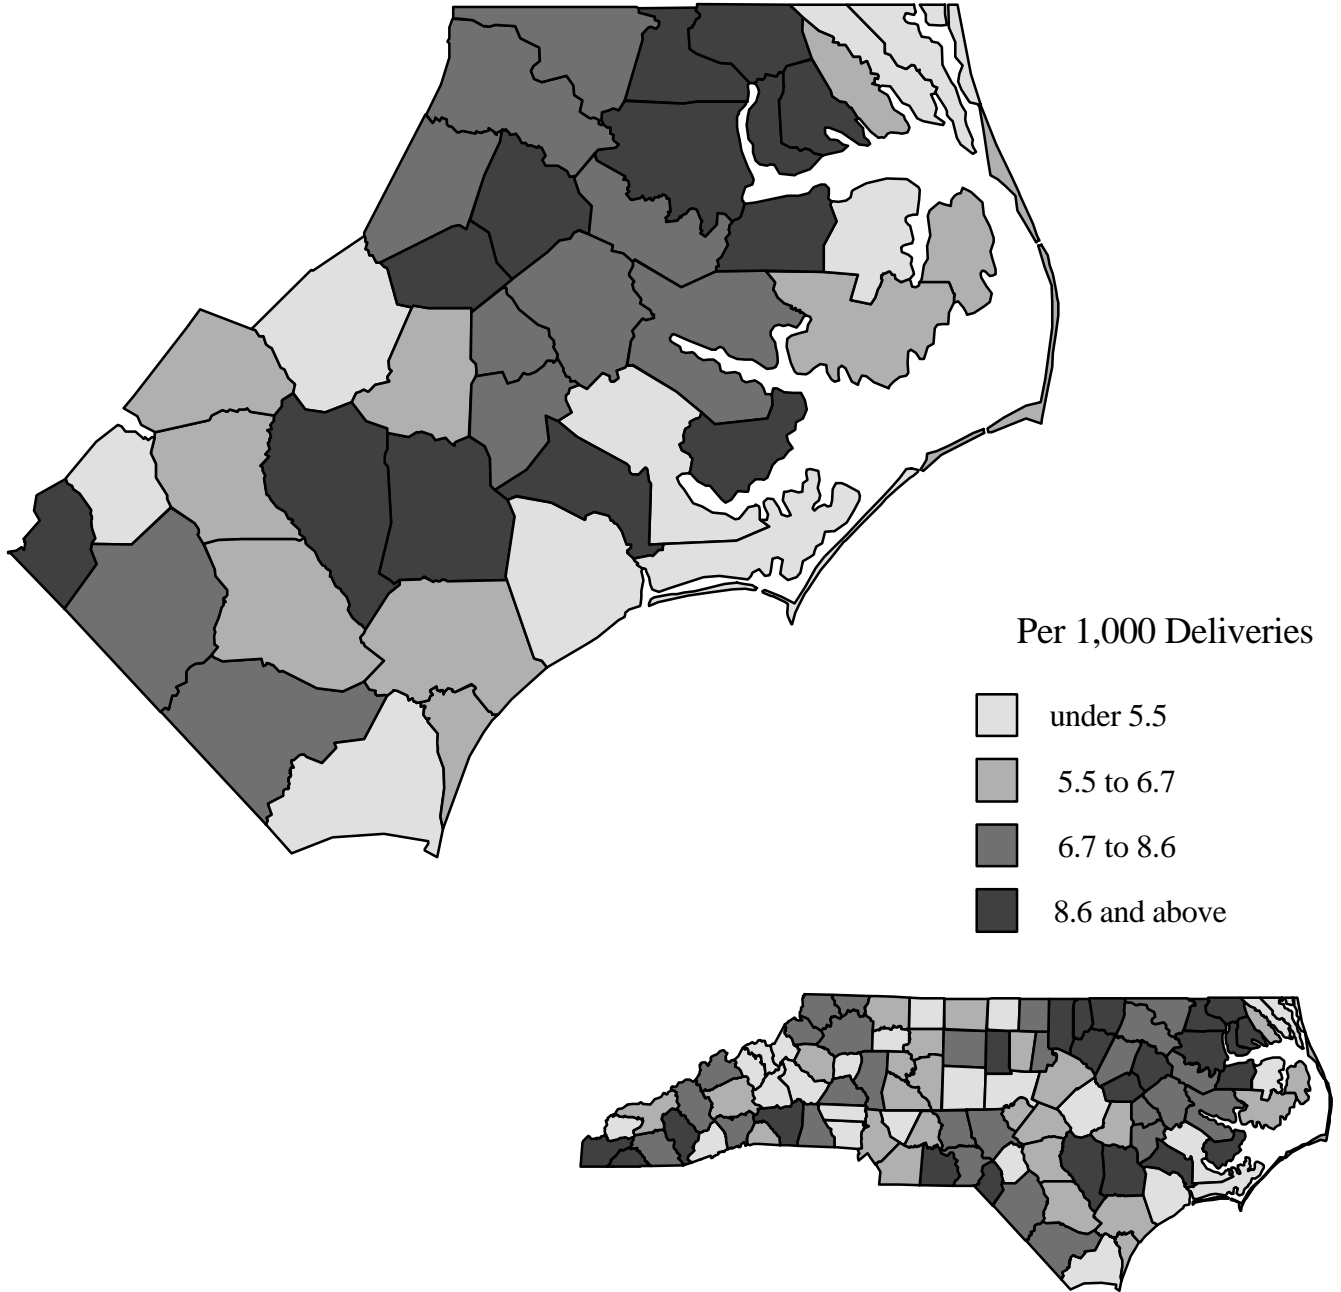 Per 1,000 Deliveries
under 5.5
5.5 to 6.7
6.7 to 8.6
8.6 and above